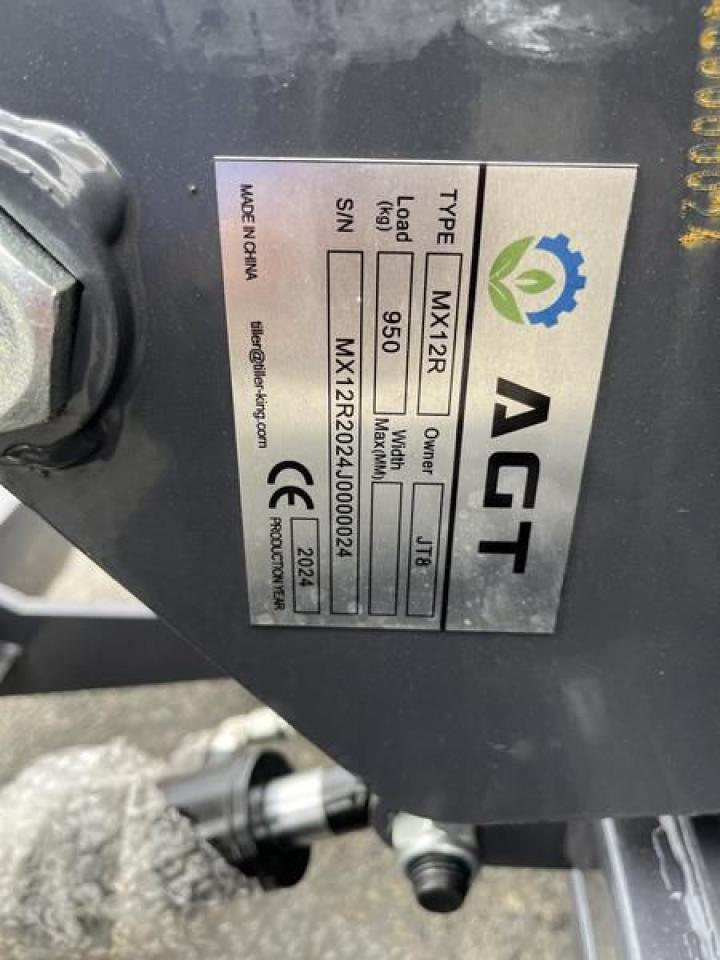 AGT
TYPE MX12R Owner JT8
Load (kg) 950 Width Max(MM)
S/N MX12R2024J0000024
MADE IN CHINA tiller@tiller-king.com CE PRODUCTION YEAR 2024